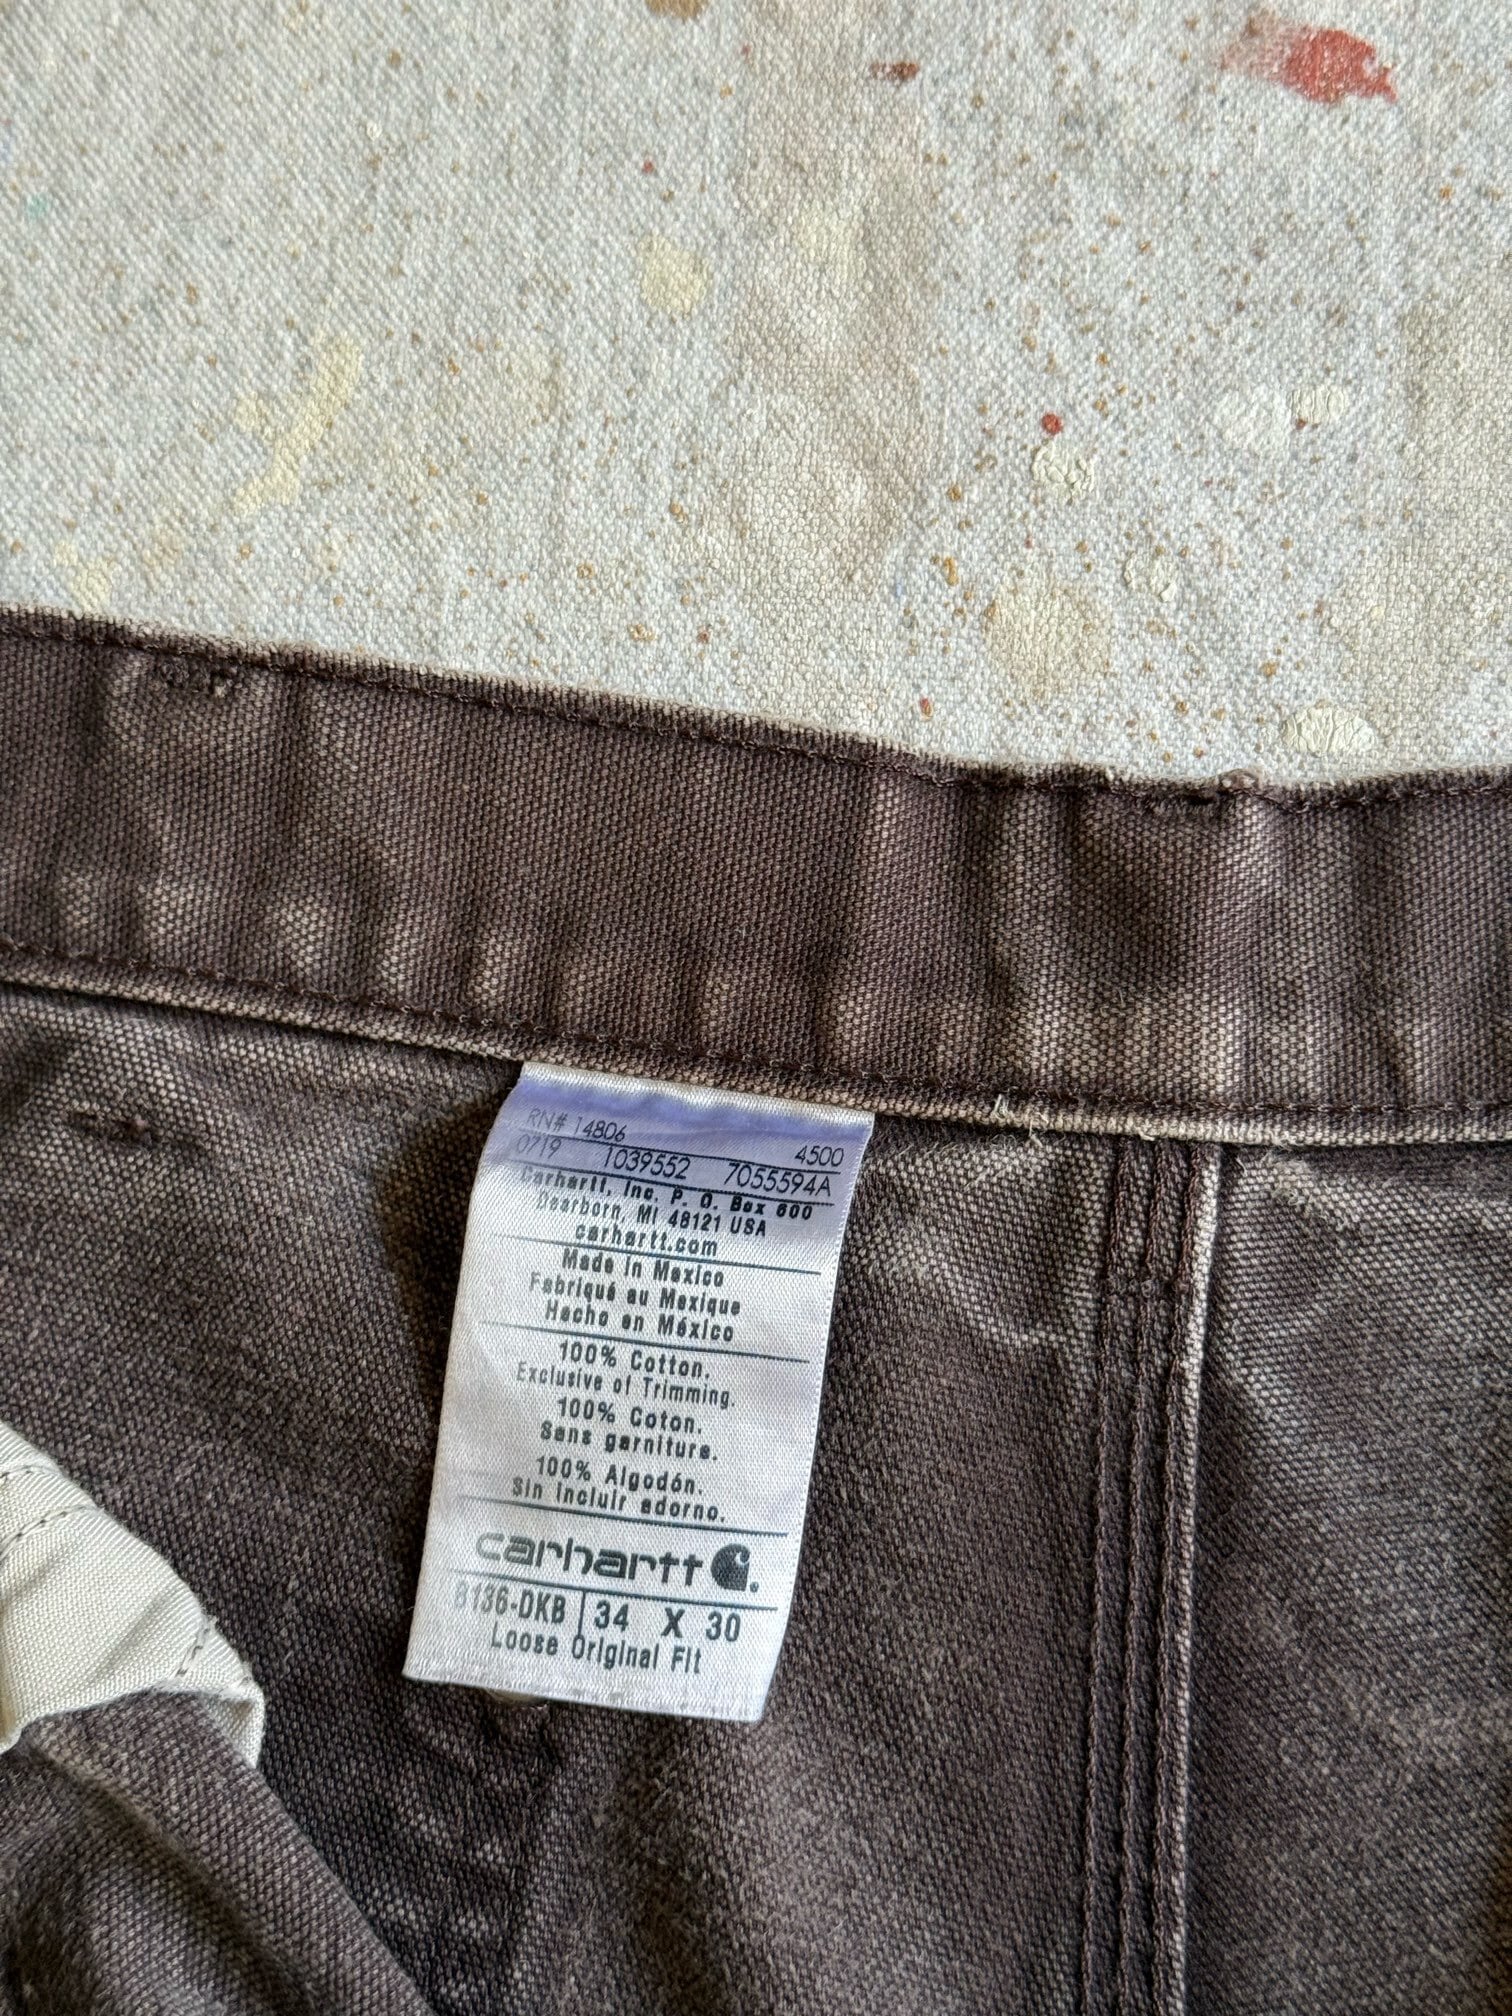 RN# 14806 4500
0719 1039552 7055594A
Carhartt, Inc. P. O. Box 600
Dearborn, MI 48121 USA
carhartt.com
Made in Mexico
Fabriqué au Mexique
Hecho en México
100% Cotton.
Exclusive of Trimming.
100% Coton.
Sans garniture.
100% Algodón.
Sin incluir adorno.
carhartt
8136-DKB 34 X 30
Loose Original Fit